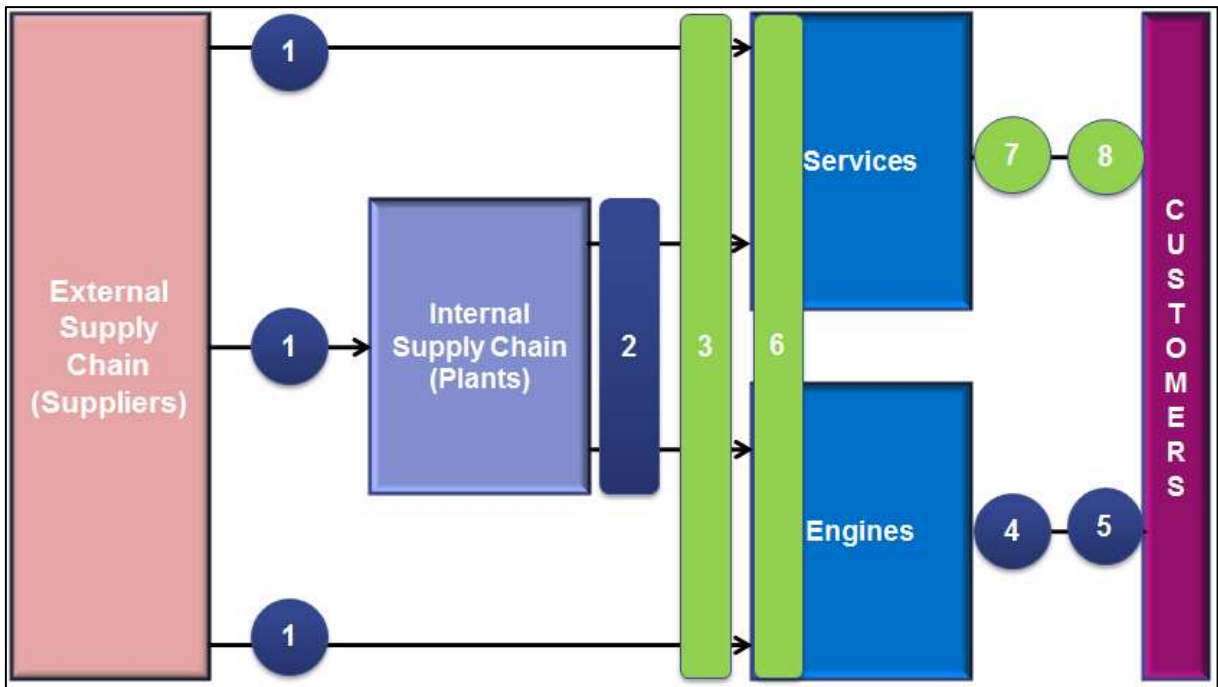 1
External
Supply
Chain
(Suppliers)
1
Internal
Supply Chain
(Plants)
2
3
6
Services
7
8
Engines
4
5
1
C
U
S
T
O
M
E
R
S